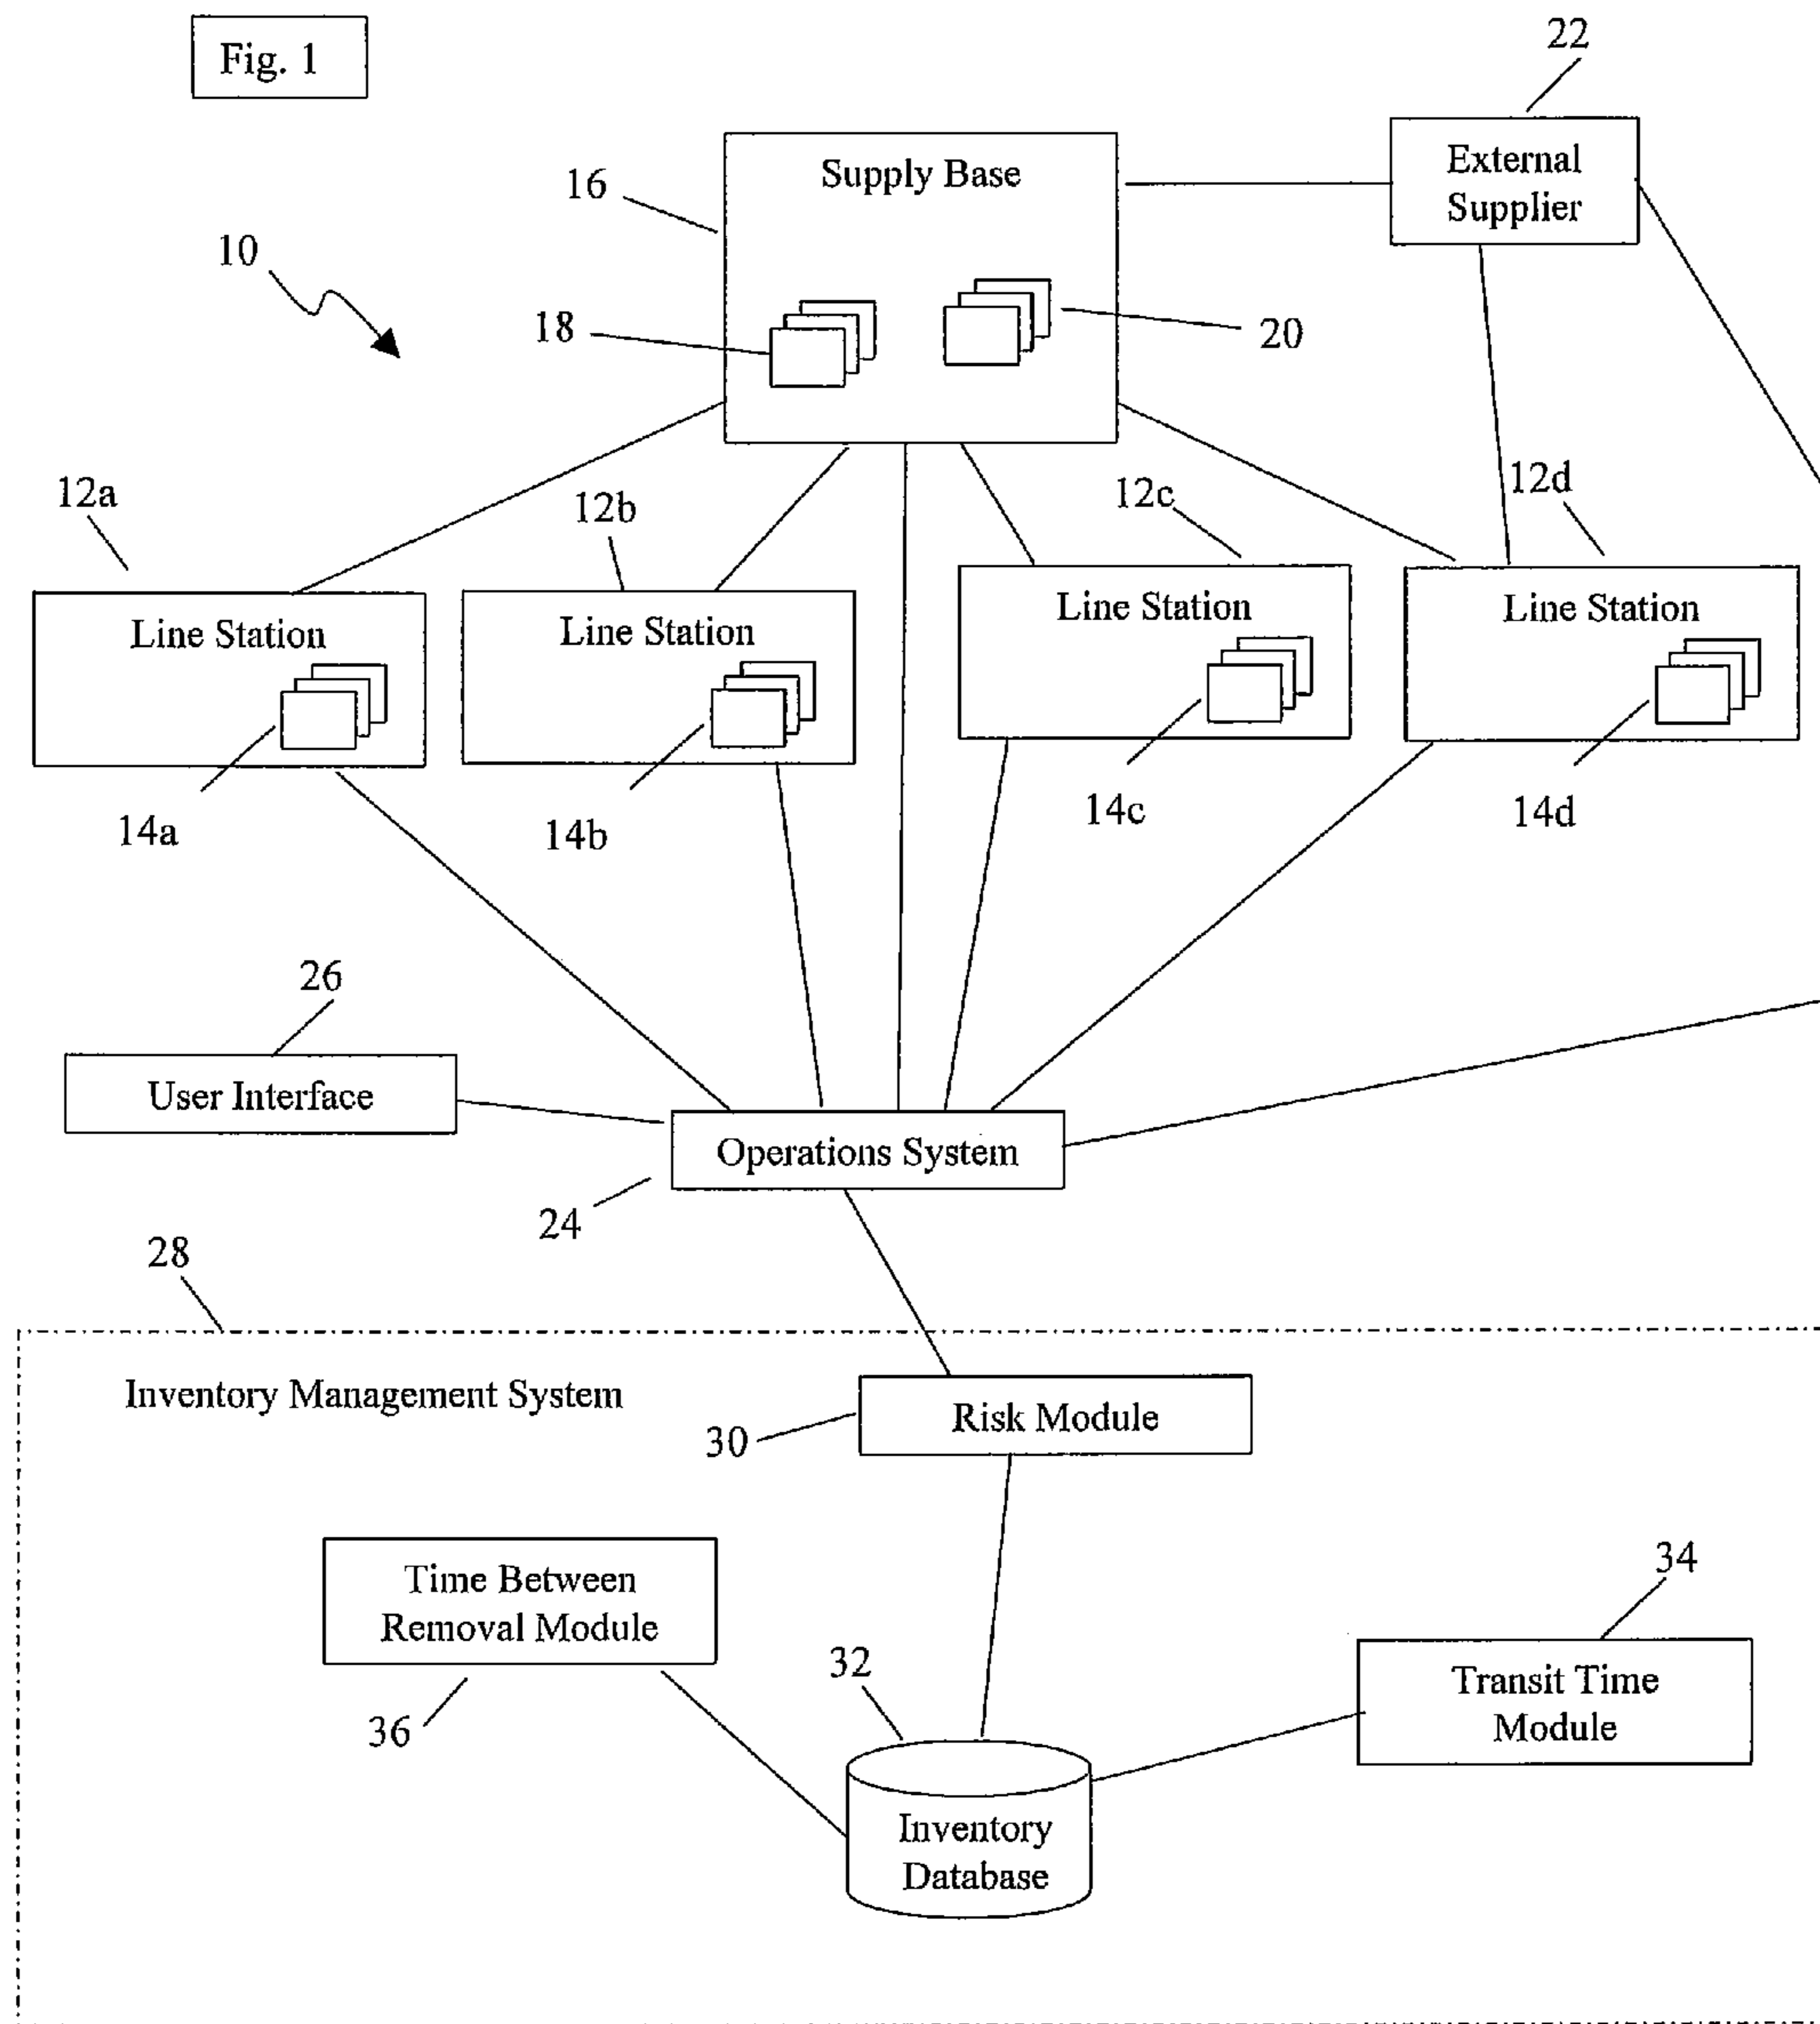 Fig. 1
22
External
Supplier
Supply Base
16
10
18
20
12a
12b
12c
12d
Line Station
Line Station
Line Station
Line Station
14a
14b
14c
14d
26
User Interface
Operations System
24
28
Inventory Management System
Risk Module
30
Time Between
Removal Module
36
34
Transit Time
Module
32
Inventory
Database